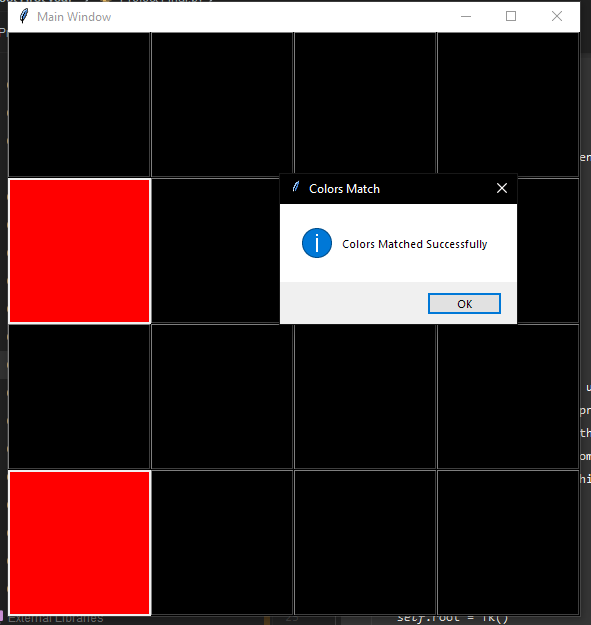 Main Window
Colors Match
Colors Matched Successfully
OK
External Libraries
self.root = Tk()